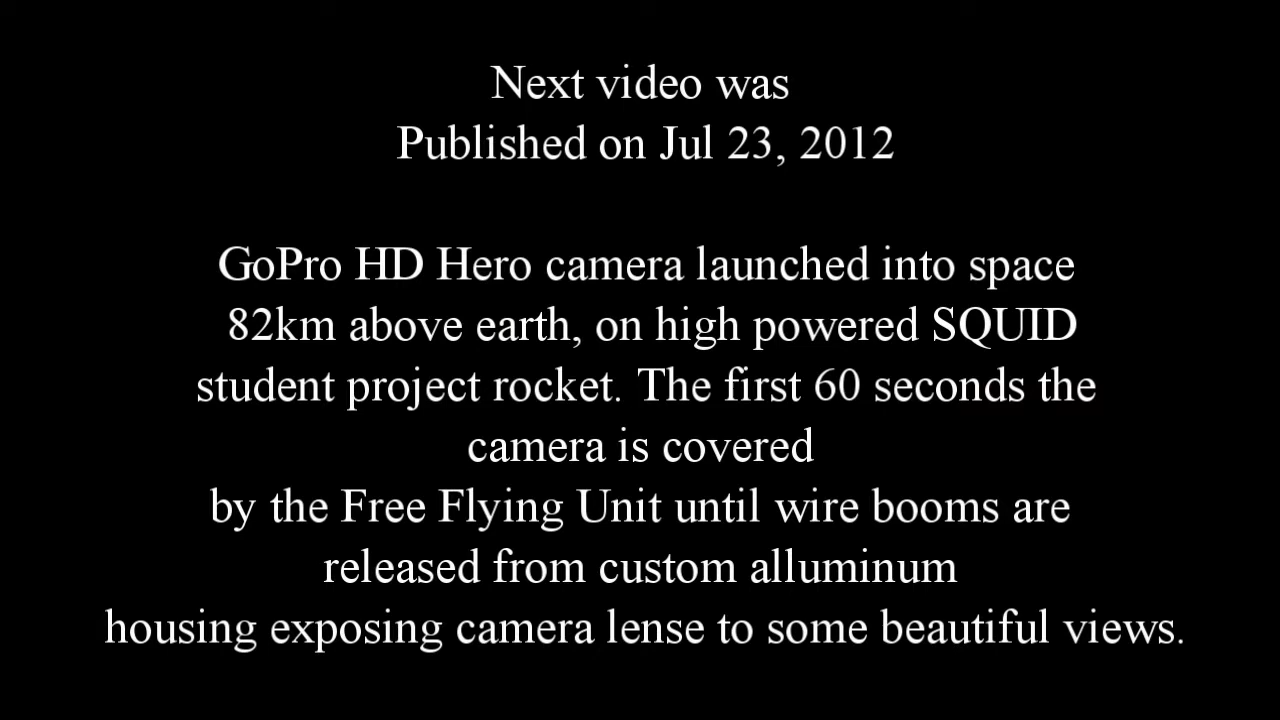 Next video was
Published on Jul 23, 2012
GoPro HD Hero camera launched into space
82km above earth, on high powered SQUID
student project rocket. The first 60 seconds the
camera is covered
by the Free Flying Unit until wire booms are
released from custom alluminum
housing exposing camera lense to some beautiful views.